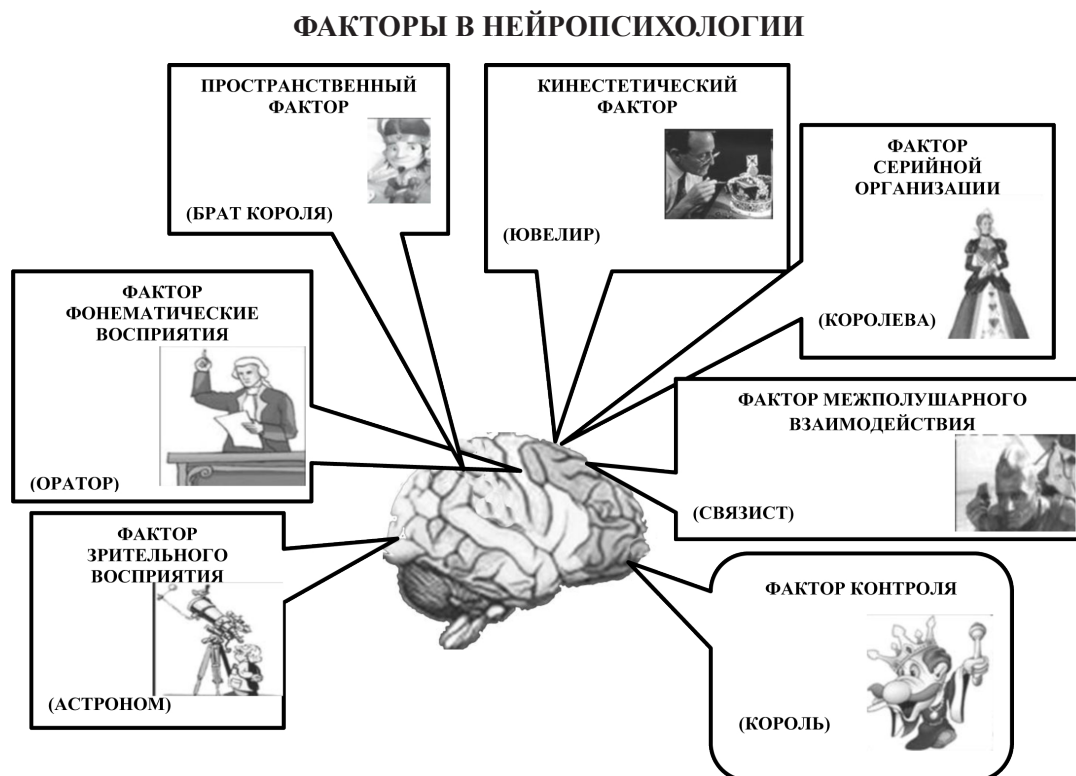 ФАКТОРЫ В НЕЙРОПСИХОЛОГИИ
ПРОСТРАНСТВЕННЫЙ
ФАКТОР
(БРАТ КОРОЛЯ)
КИНЕСТЕТИЧЕСКИЙ
ФАКТОР
(ЮВЕЛИР)
ФАКТОР
СЕРИЙНОЙ
ОРГАНИЗАЦИИ
(КОРОЛЕВА)
ФАКТОР
ФОНЕМАТИЧЕСКИЕ
ВОСПРИЯТИЯ
(ОРАТОР)
ФАКТОР МЕЖПОЛУШАРНОГО
ВЗАИМОДЕЙСТВИЯ
(СВЯЗИСТ)
ФАКТОР
ЗРИТЕЛЬНОГО
ВОСПРИЯТИЯ
(АСТРОНОМ)
ФАКТОР КОНТРОЛЯ
(КОРОЛЬ)